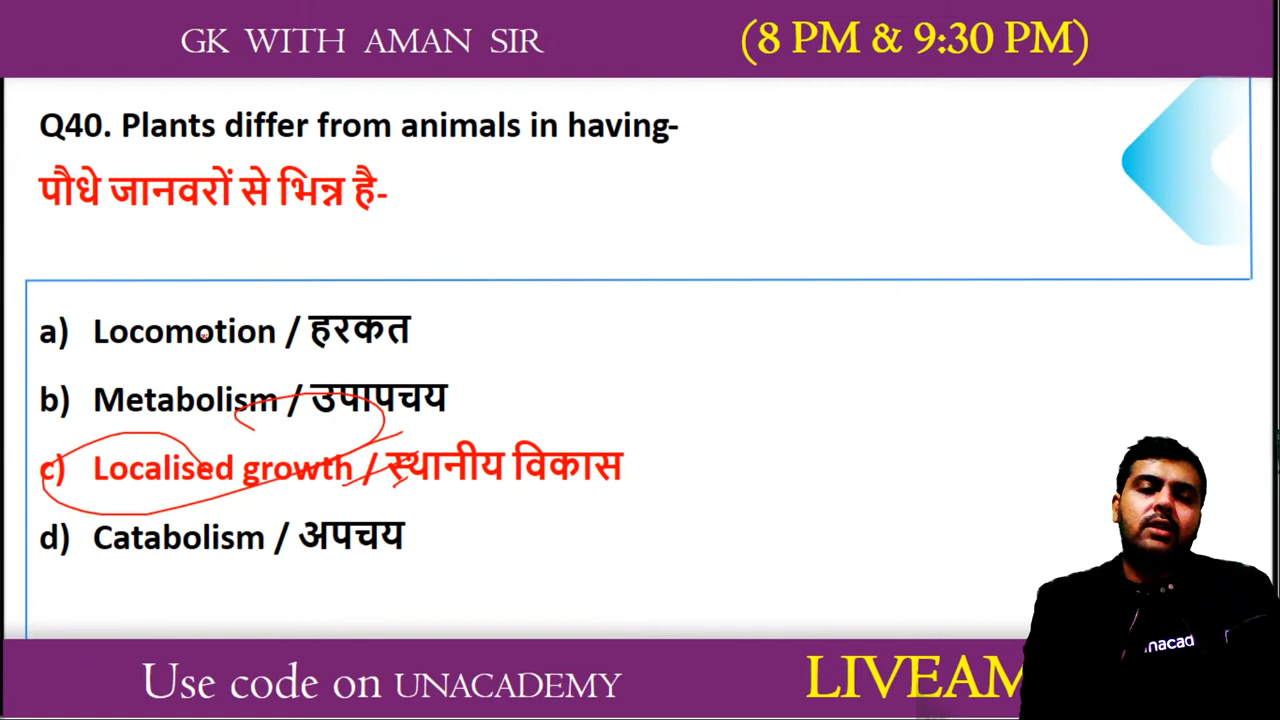 GK WITH AMAN SIR
(8 PM & 9:30 PM)
Q40. Plants differ from animals in having-
पौधे जानवरों से भिन्न है-
a) Locomotion / हरकत
b) Metabolism / उपापचय
c) Localised growth / स्थानीय विकास
d) Catabolism / अपचय
nacad
Use code on UNACADEMY
LIVEAM